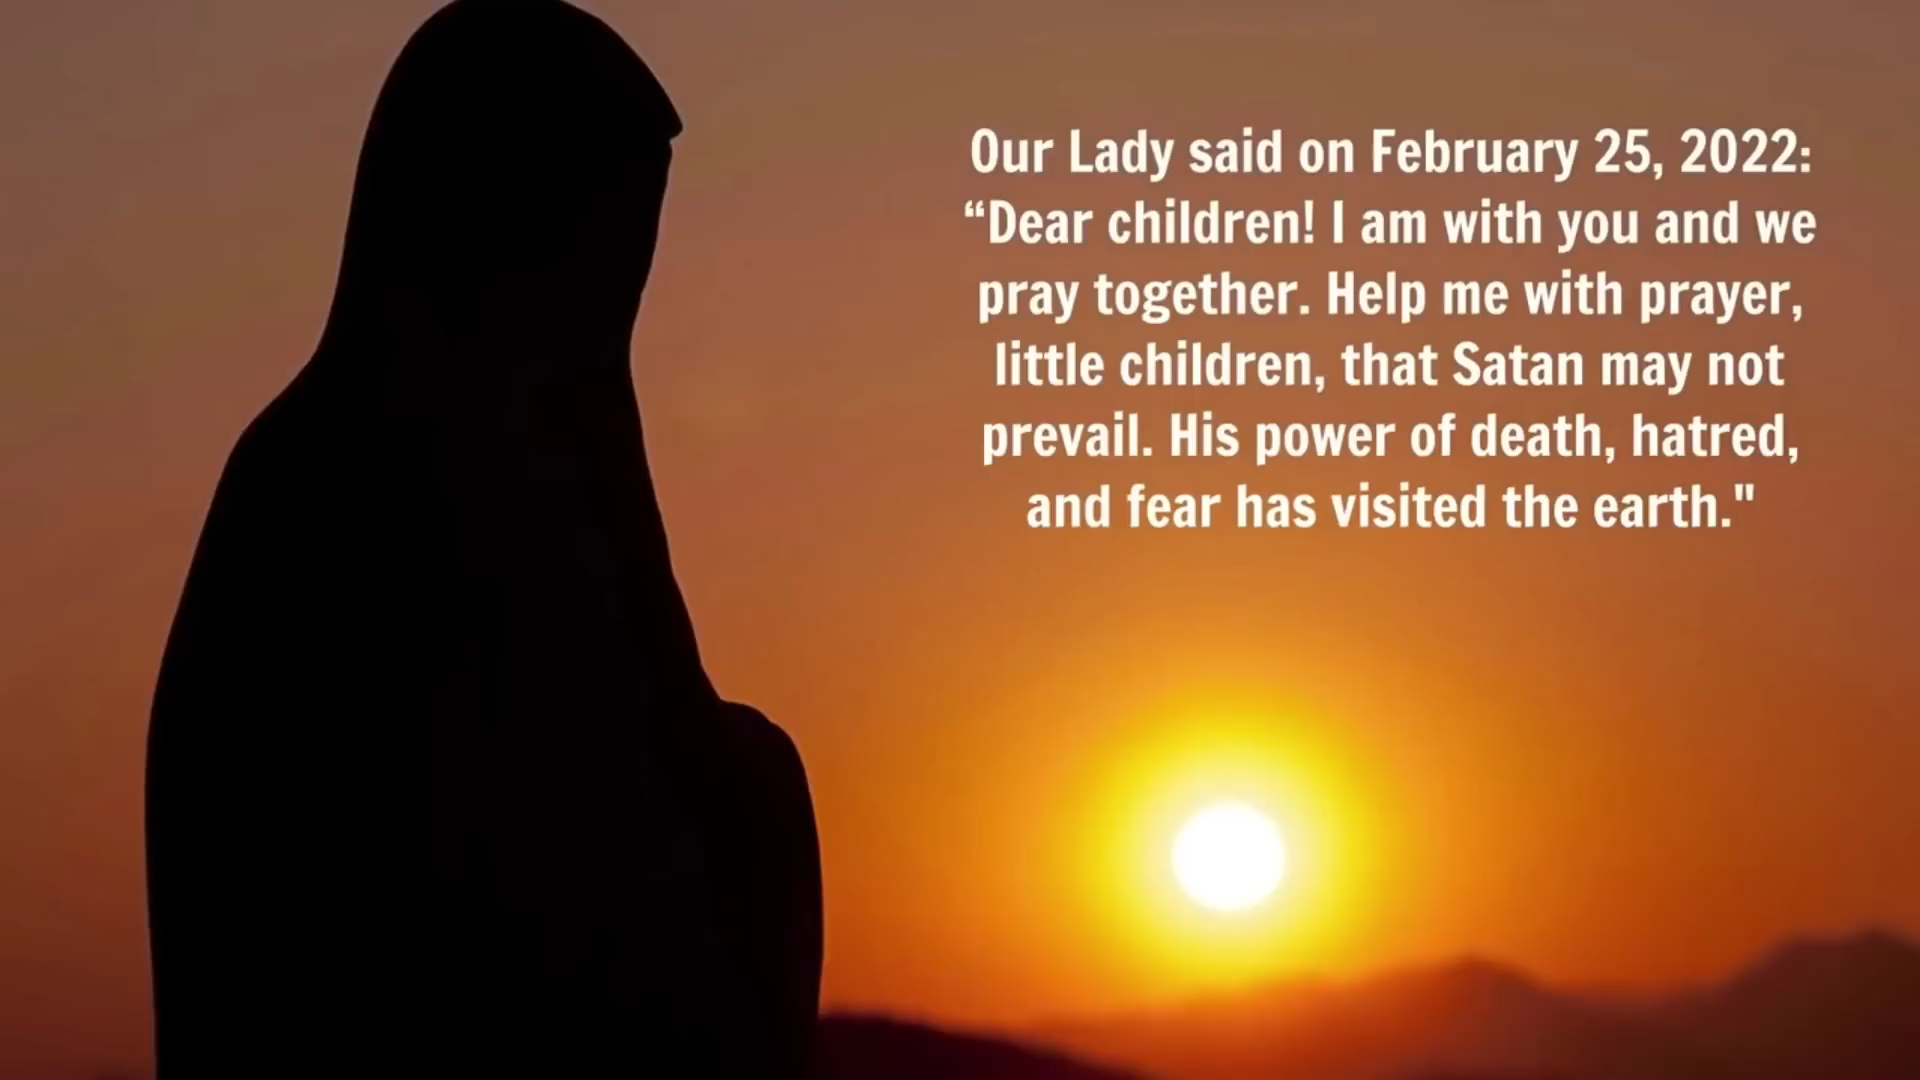 Our Lady said on February 25, 2022:
“Dear children! I am with you and we
pray together. Help me with prayer,
little children, that Satan may not
prevail. His power of death, hatred,
and fear has visited the earth."